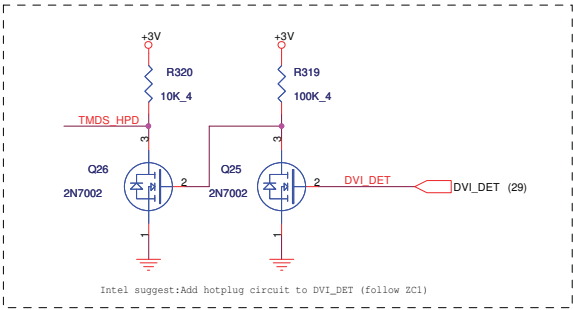 +3V +3V
R320 R319
10K_4 100K_4
TMDS_HPD
3 3
Q26 Q25
2 2 DVI_DET DVI_DET (29)
2N7002 2N7002
1 1
Intel suggest:Add hotplug circuit to DVI_DET (follow ZC1)